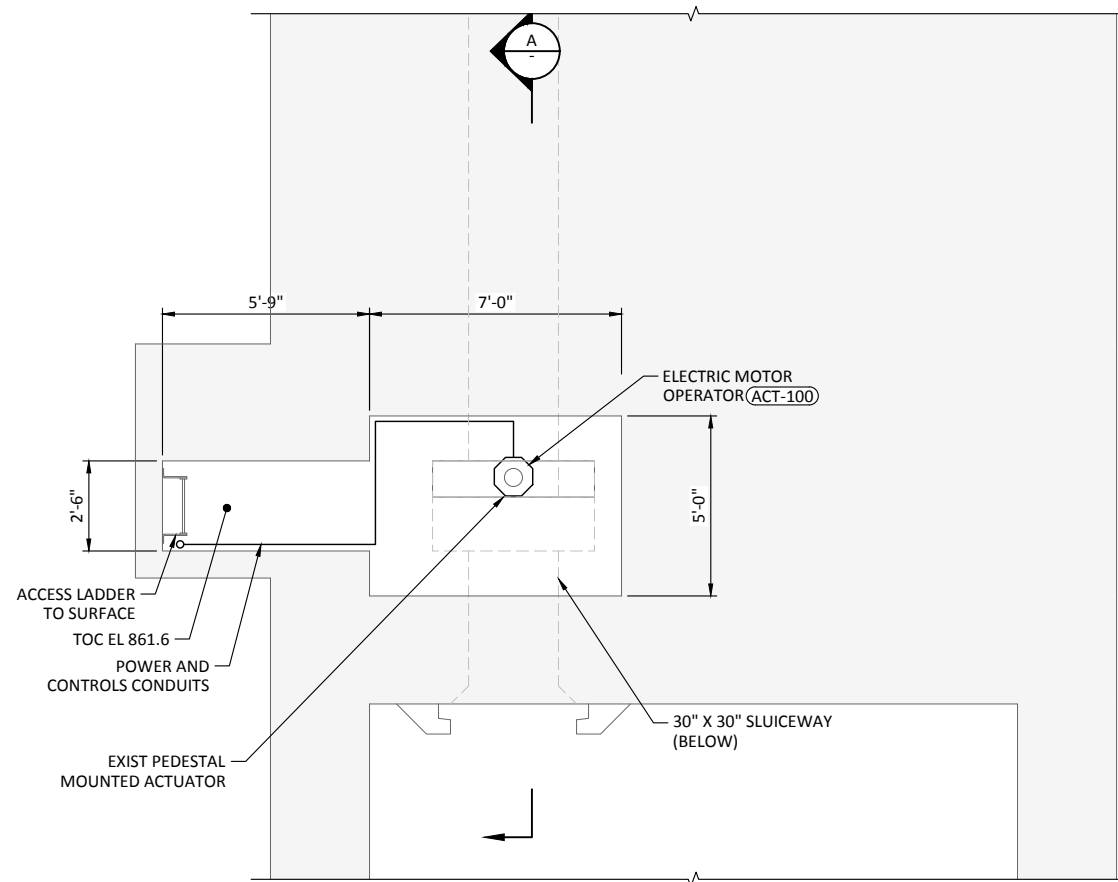 A
-
5'-9"
7'-0"
ELECTRIC MOTOR
OPERATOR ACT-100
2'-6"
5'-0"
ACCESS LADDER
TO SURFACE
TOC EL 861.6
POWER AND
CONTROLS CONDUITS
30" X 30" SLUICEWAY
(BELOW)
EXIST PEDESTAL
MOUNTED ACTUATOR